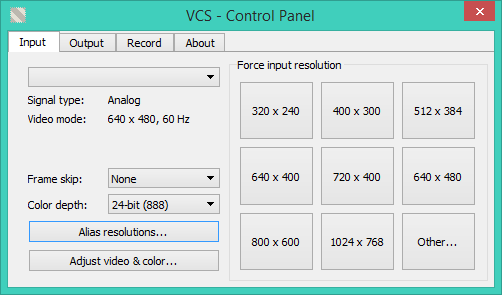 VCS - Control Panel
Input
Output
Record
About
Signal type: Analog
Video mode: 640 x 480, 60 Hz
Frame skip: None
Color depth: 24-bit (888)
Alias resolutions...
Adjust video & color...
Force input resolution
320 x 240
400 x 300
512 x 384
640 x 400
720 x 400
640 x 480
800 x 600
1024 x 768
Other...